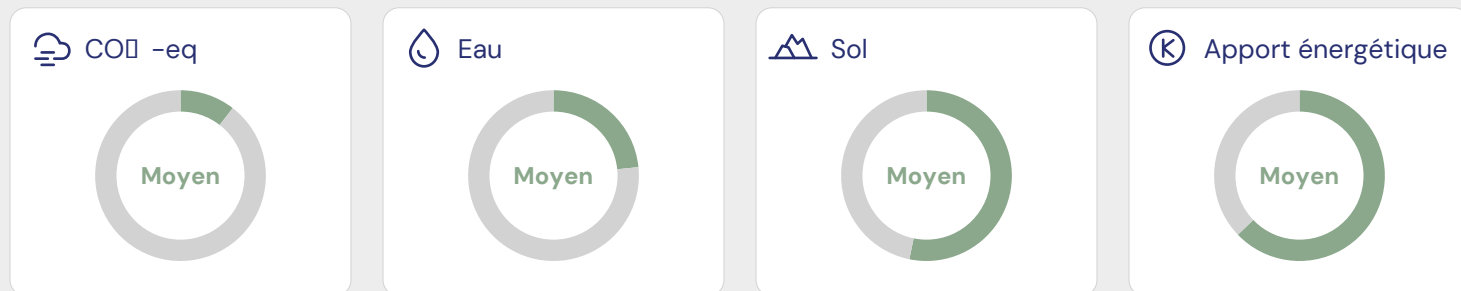 CO▯ -eq
Eau
Sol
Apport énergétique
Moyen
Moyen
Moyen
Moyen